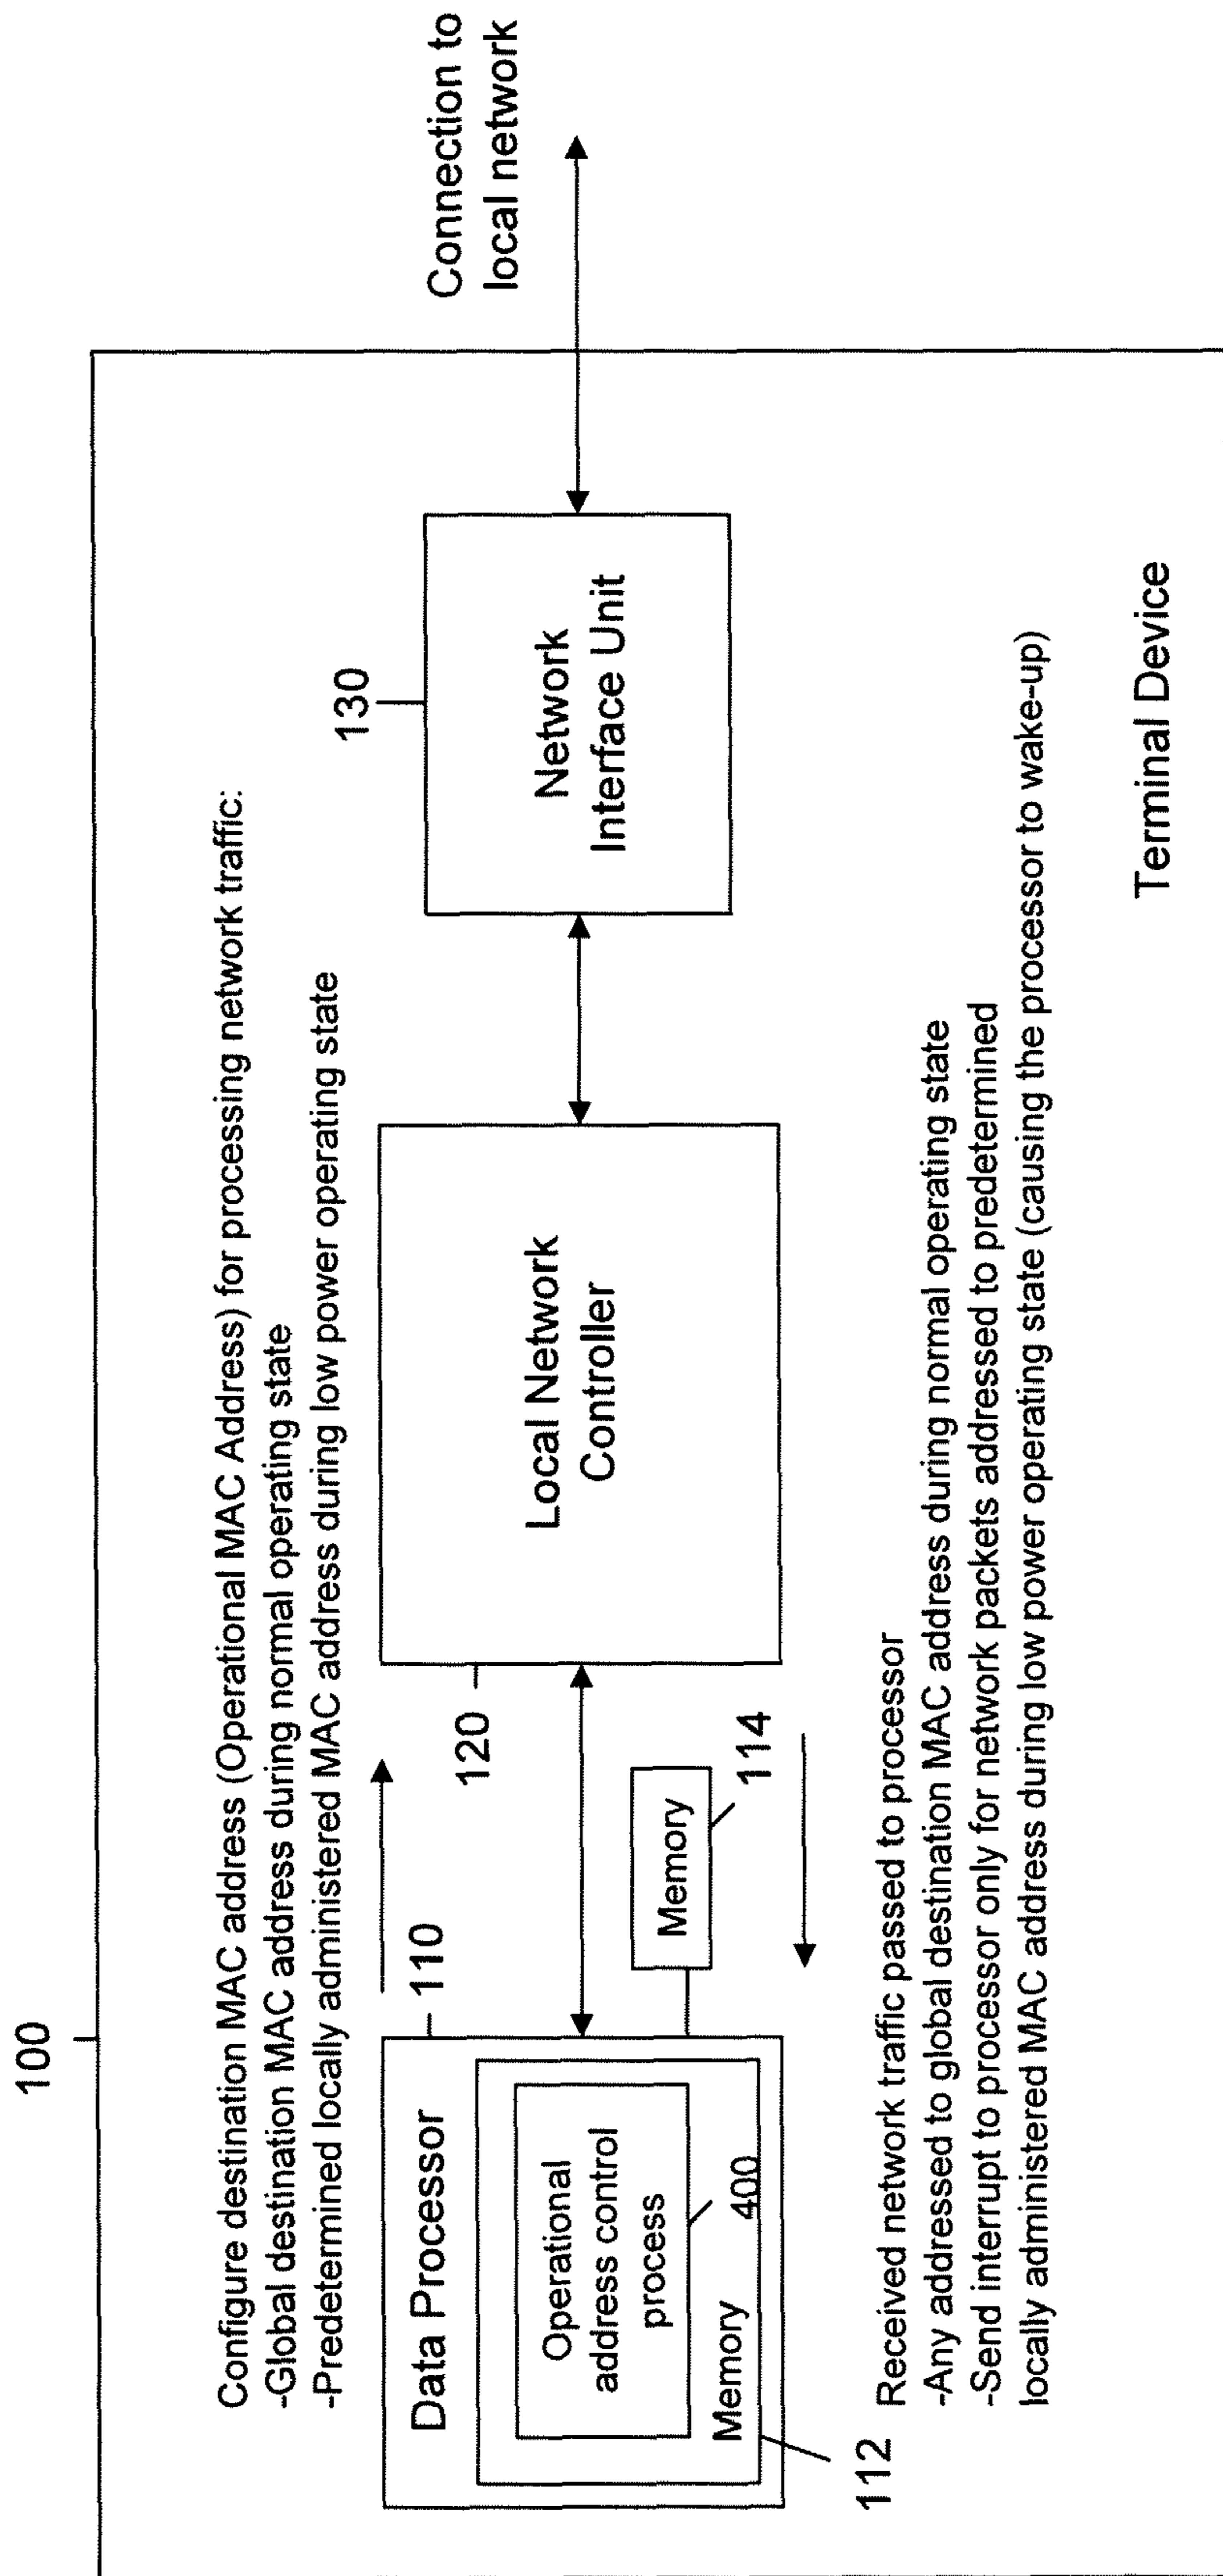 100
Configure destination MAC address (Operational MAC Address) for processing network traffic:
-Global destination MAC address during normal operating state
-Predetermined locally administered MAC address during low power operating state
Data Processor
110
Operational
address control
process
400
Memory
112
Memory
114
120
Local Network
Controller
130
Network
Interface Unit
Connection to
local network
Received network traffic passed to processor
-Any addressed to global destination MAC address during normal operating state
-Send interrupt to processor only for network packets addressed to predetermined
locally administered MAC address during low power operating state (causing the processor to wake-up)
Terminal Device